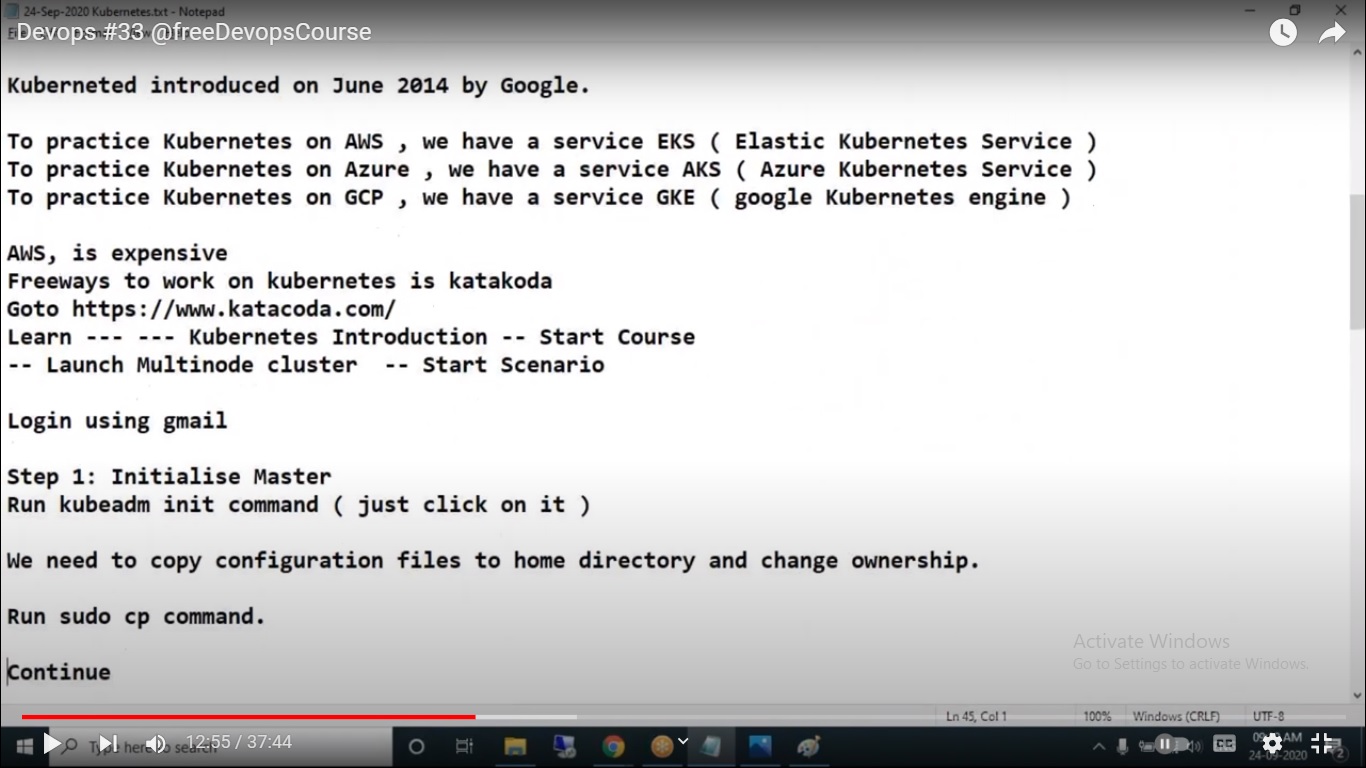 24-Sep-2020 Kubernetes.txt - Notepad
Devops #33 @freeDevopsCourse
Kuberneted introduced on June 2014 by Google.
To practice Kubernetes on AWS , we have a service EKS ( Elastic Kubernetes Service )
To practice Kubernetes on Azure , we have a service AKS ( Azure Kubernetes Service )
To practice Kubernetes on GCP , we have a service GKE ( google Kubernetes engine )
AWS, is expensive
Freeways to work on kubernetes is katakoda
Goto https://www.katacoda.com/
Learn --- --- Kubernetes Introduction -- Start Course
-- Launch Multinode cluster  -- Start Scenario
Login using gmail
Step 1: Initialise Master
Run kubeadm init command ( just click on it )
We need to copy configuration files to home directory and change ownership.
Run sudo cp command.
Continue
Activate Windows
Go to Settings to activate Windows.
Ln 45, Col 1 100% Windows (CRLF) UTF-8
Type here to search
12:55 / 37:44
CC
AM
24-09-2020
2